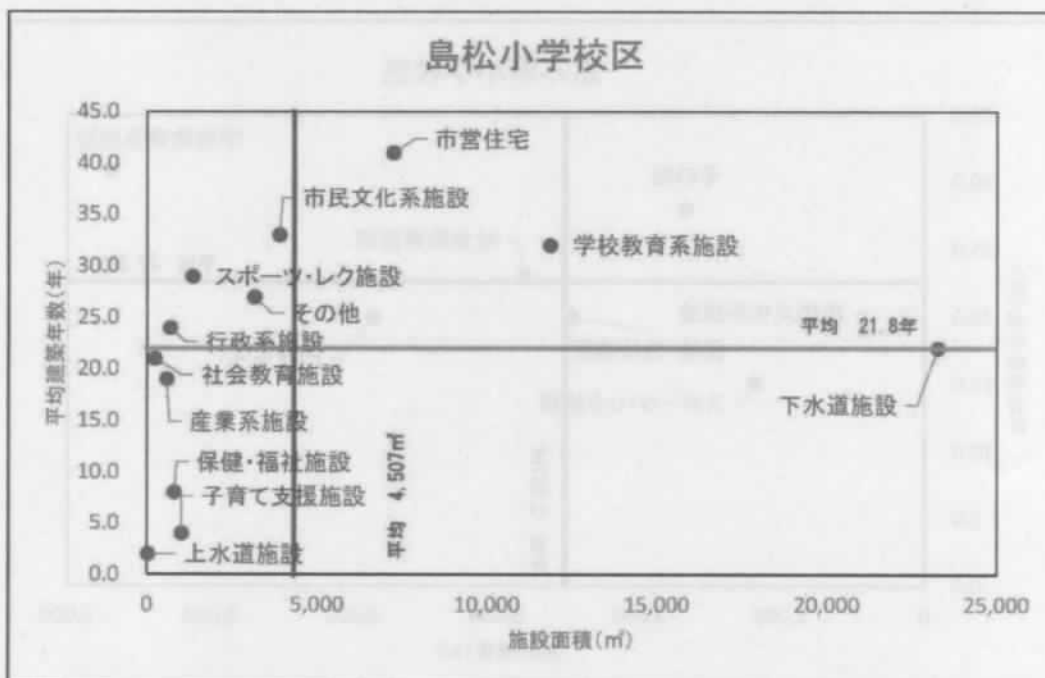 島松小学校区
平均建築年数(年)
45.0
40.0
35.0
30.0
25.0
20.0
15.0
10.0
5.0
0.0
市営住宅
市民文化系施設
学校教育系施設
スポーツ・レク施設
その他
平均 21.8年
行政系施設
社会教育施設
下水道施設
産業系施設
保健・福祉施設
子育て支援施設
上水道施設
平均 4,507㎡
0 5,000 10,000 15,000 20,000 25,000
施設面積(㎡)